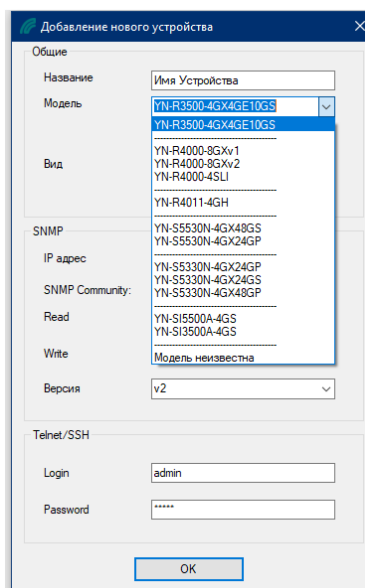 Добавление нового устройства
Общие
Название
Имя Устройства
Модель
YN-R3500-4GX4GE10GS
YN-R3500-4GX4GE10GS
---------------------------------------
YN-R4000-8GXv1
YN-R4000-8GXv2
YN-R4000-4SLI
---------------------------------------
YN-R4011-4GH
---------------------------------------
YN-S5530N-4GX48GS
YN-S5530N-4GX24GP
---------------------------------------
YN-S5330N-4GX24GP
YN-S5330N-4GX24GS
YN-S5330N-4GX48GP
---------------------------------------
YN-SI5500A-4GS
YN-SI3500A-4GS
---------------------------------------
Модель неизвестна
Вид
SNMP
IP адрес
SNMP Community:
Read
Write
Версия
v2
Telnet/SSH
Login
admin
Password
*****
OK